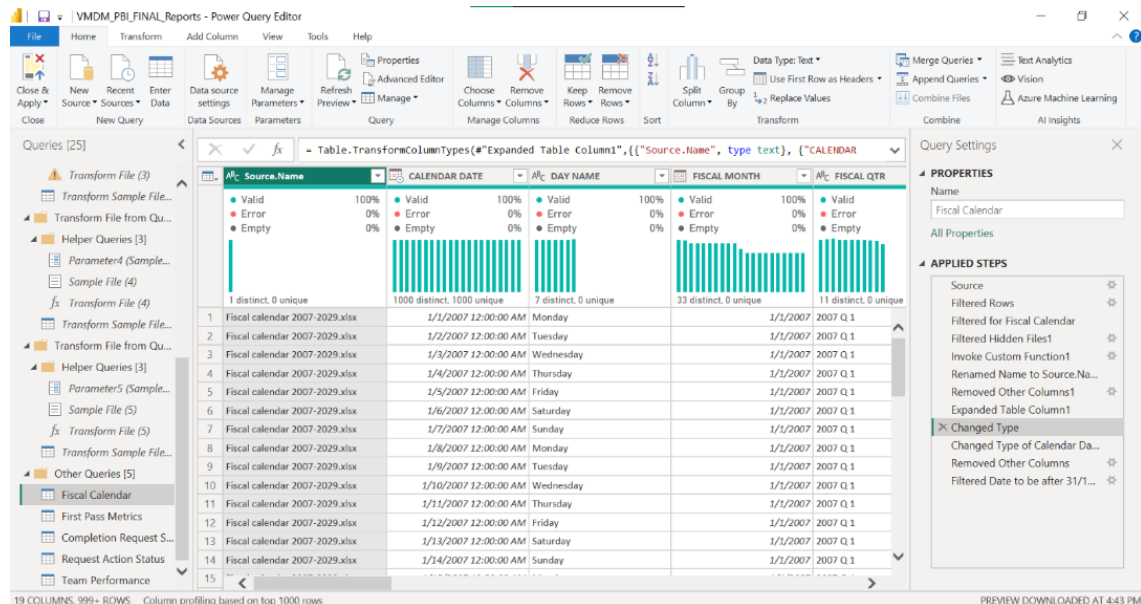 VMDM_PBI_FINAL_Reports - Power Query Editor
File Home Transform Add Column View Tools Help
Close & Apply
New Source
Recent Sources
Enter Data
Data source settings
Manage Parameters
Refresh Preview
Properties
Advanced Editor
Manage
Choose Columns
Remove Columns
Keep Rows
Remove Rows
Split Column
Group By
Data Type: Text
Use First Row as Headers
Replace Values
Merge Queries
Append Queries
Combine Files
Text Analytics
Vision
Azure Machine Learning
Close New Query Data Sources Parameters Query Manage Columns Reduce Rows Sort Transform Combine AI Insights
Queries [25]
Transform File (3)
Transform Sample File...
Transform File from Qu...
Helper Queries [3]
Parameter4 (Sample...
Sample File (4)
fx Transform File (4)
Transform Sample File...
Transform File from Qu...
Helper Queries [3]
Parameter5 (Sample...
Sample File (5)
fx Transform File (5)
Transform Sample File...
Other Queries [5]
Fiscal Calendar
First Pass Metrics
Completion Request S...
Request Action Status
Team Performance
fx = Table.TransformColumnTypes(#"Expanded Table Column1",{{"Source.Name", type text}, {"CALENDAR
Source.Name CALENDAR DATE DAY NAME FISCAL MONTH FISCAL QTR
Valid 100% Valid 100% Valid 100% Valid 100% Valid
Error 0% Error 0% Error 0% Error 0% Error
Empty 0% Empty 0% Empty 0% Empty 0% Empty
1 distinct, 0 unique 1000 distinct, 1000 unique 7 distinct, 0 unique 33 distinct, 0 unique 11 distinct, 0 unique
1 Fiscal calendar 2007-2029.xlsx 1/1/2007 12:00:00 AM Monday 1/1/2007 2007 Q 1
2 Fiscal calendar 2007-2029.xlsx 1/2/2007 12:00:00 AM Tuesday 1/1/2007 2007 Q 1
3 Fiscal calendar 2007-2029.xlsx 1/3/2007 12:00:00 AM Wednesday 1/1/2007 2007 Q 1
4 Fiscal calendar 2007-2029.xlsx 1/4/2007 12:00:00 AM Thursday 1/1/2007 2007 Q 1
5 Fiscal calendar 2007-2029.xlsx 1/5/2007 12:00:00 AM Friday 1/1/2007 2007 Q 1
6 Fiscal calendar 2007-2029.xlsx 1/6/2007 12:00:00 AM Saturday 1/1/2007 2007 Q 1
7 Fiscal calendar 2007-2029.xlsx 1/7/2007 12:00:00 AM Sunday 1/1/2007 2007 Q 1
8 Fiscal calendar 2007-2029.xlsx 1/8/2007 12:00:00 AM Monday 1/1/2007 2007 Q 1
9 Fiscal calendar 2007-2029.xlsx 1/9/2007 12:00:00 AM Tuesday 1/1/2007 2007 Q 1
10 Fiscal calendar 2007-2029.xlsx 1/10/2007 12:00:00 AM Wednesday 1/1/2007 2007 Q 1
11 Fiscal calendar 2007-2029.xlsx 1/11/2007 12:00:00 AM Thursday 1/1/2007 2007 Q 1
12 Fiscal calendar 2007-2029.xlsx 1/12/2007 12:00:00 AM Friday 1/1/2007 2007 Q 1
13 Fiscal calendar 2007-2029.xlsx 1/13/2007 12:00:00 AM Saturday 1/1/2007 2007 Q 1
14 Fiscal calendar 2007-2029.xlsx 1/14/2007 12:00:00 AM Sunday 1/1/2007 2007 Q 1
15
Query Settings
PROPERTIES
Name
Fiscal Calendar
All Properties
APPLIED STEPS
Source
Filtered Rows
Filtered for Fiscal Calendar
Filtered Hidden Files1
Invoke Custom Function1
Renamed Name to Source.Na...
Removed Other Columns1
Expanded Table Column1
Changed Type
Changed Type of Calendar Da...
Removed Other Columns
Filtered Date to be after 31/1...
19 COLUMNS, 999+ ROWS Column profiling based on top 1000 rows
PREVIEW DOWNLOADED AT 4:43 PM